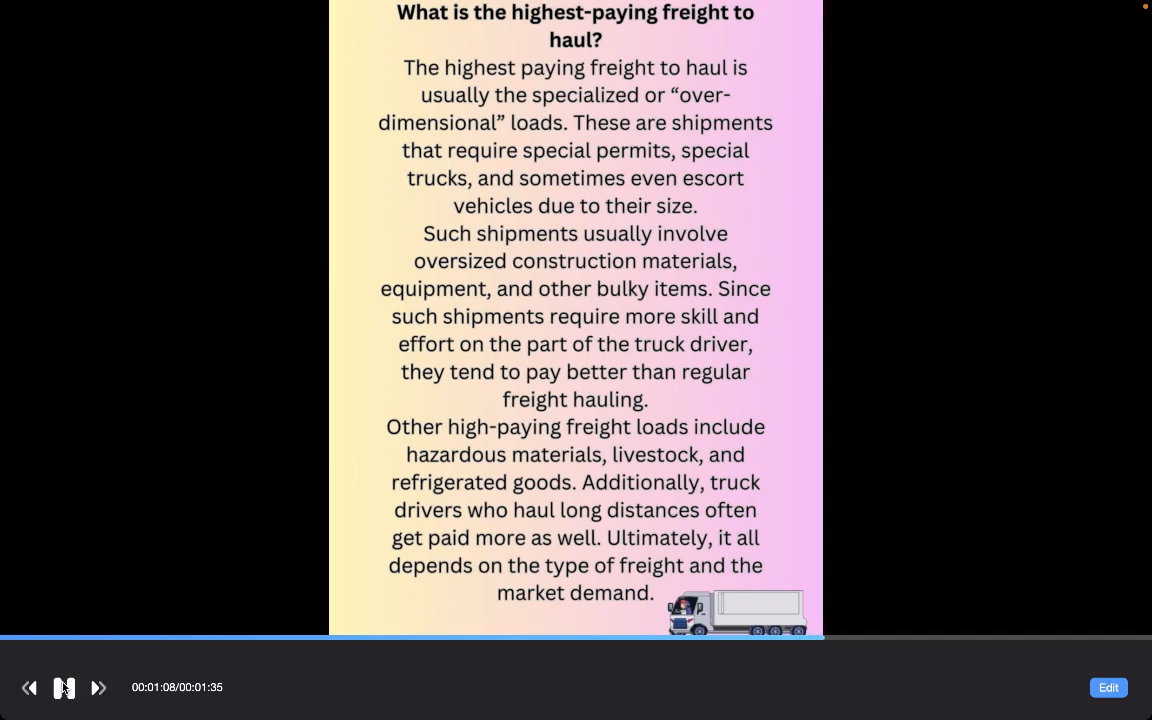 What is the highest-paying freight to
haul?
The highest paying freight to haul is
usually the specialized or “over-
dimensional” loads. These are shipments
that require special permits, special
trucks, and sometimes even escort
vehicles due to their size.
Such shipments usually involve
oversized construction materials,
equipment, and other bulky items. Since
such shipments require more skill and
effort on the part of the truck driver,
they tend to pay better than regular
freight hauling.
Other high-paying freight loads include
hazardous materials, livestock, and
refrigerated goods. Additionally, truck
drivers who haul long distances often
get paid more as well. Ultimately, it all
depends on the type of freight and the
market demand.
00:01:08/00:01:35
Edit